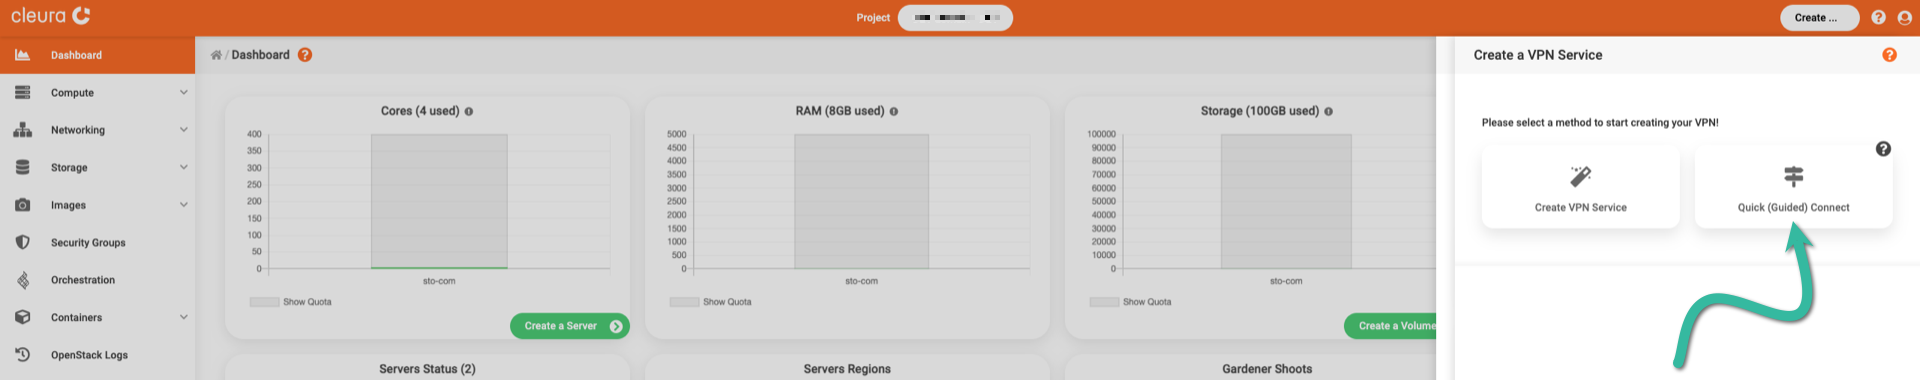 cleura
Project
Create ...
Dashboard
Compute
Networking
Storage
Images
Security Groups
Orchestration
Containers
OpenStack Logs
/ Dashboard
Cores (4 used)
400
350
300
250
200
150
100
50
0
sto-com
Show Quota
Create a Server
RAM (8GB used)
5000
4500
4000
3500
3000
2500
2000
1500
1000
500
0
sto-com
Show Quota
Storage (100GB used)
100000
90000
80000
70000
60000
50000
40000
30000
20000
10000
0
sto-com
Show Quota
Create a Volume
Servers Status (2)
Servers Regions
Gardener Shoots
Create a VPN Service
Please select a method to start creating your VPN!
Create VPN Service
Quick (Guided) Connect